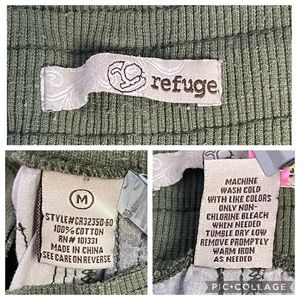 refuge
M
STYLE#CR3235D-60
100% COTTON
RN# 101331
MADE IN CHINA
SEE CARE ON REVERSE
MACHINE
WASH COLD
WITH LIKE COLORS
ONLY NON-
CHLORINE BLEACH
WHEN NEEDED
TUMBLE DRY LOW
REMOVE PROMPTLY
WARM IRON
AS NEEDED
PIC•COLLAGE